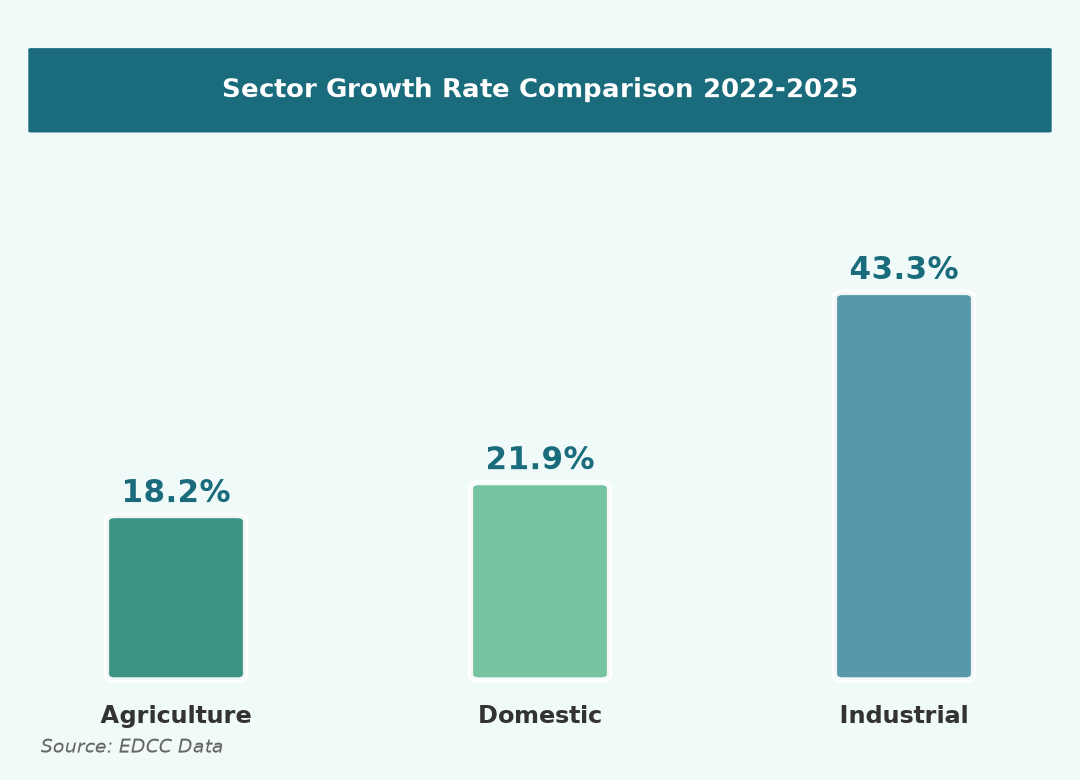 Sector Growth Rate Comparison 2022-2025
43.3%
21.9%
18.2%
Agriculture
Domestic
Industrial
Source: EDCC Data